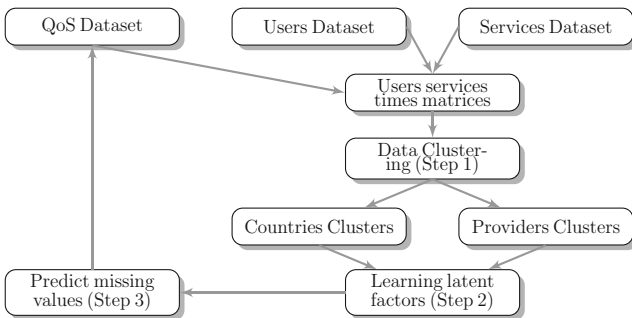 QoS Dataset
Users Dataset
Services Dataset
Users services
times matrices
Data Cluster-
ing (Step 1)
Countries Clusters
Providers Clusters
Predict missing
values (Step 3)
Learning latent
factors (Step 2)